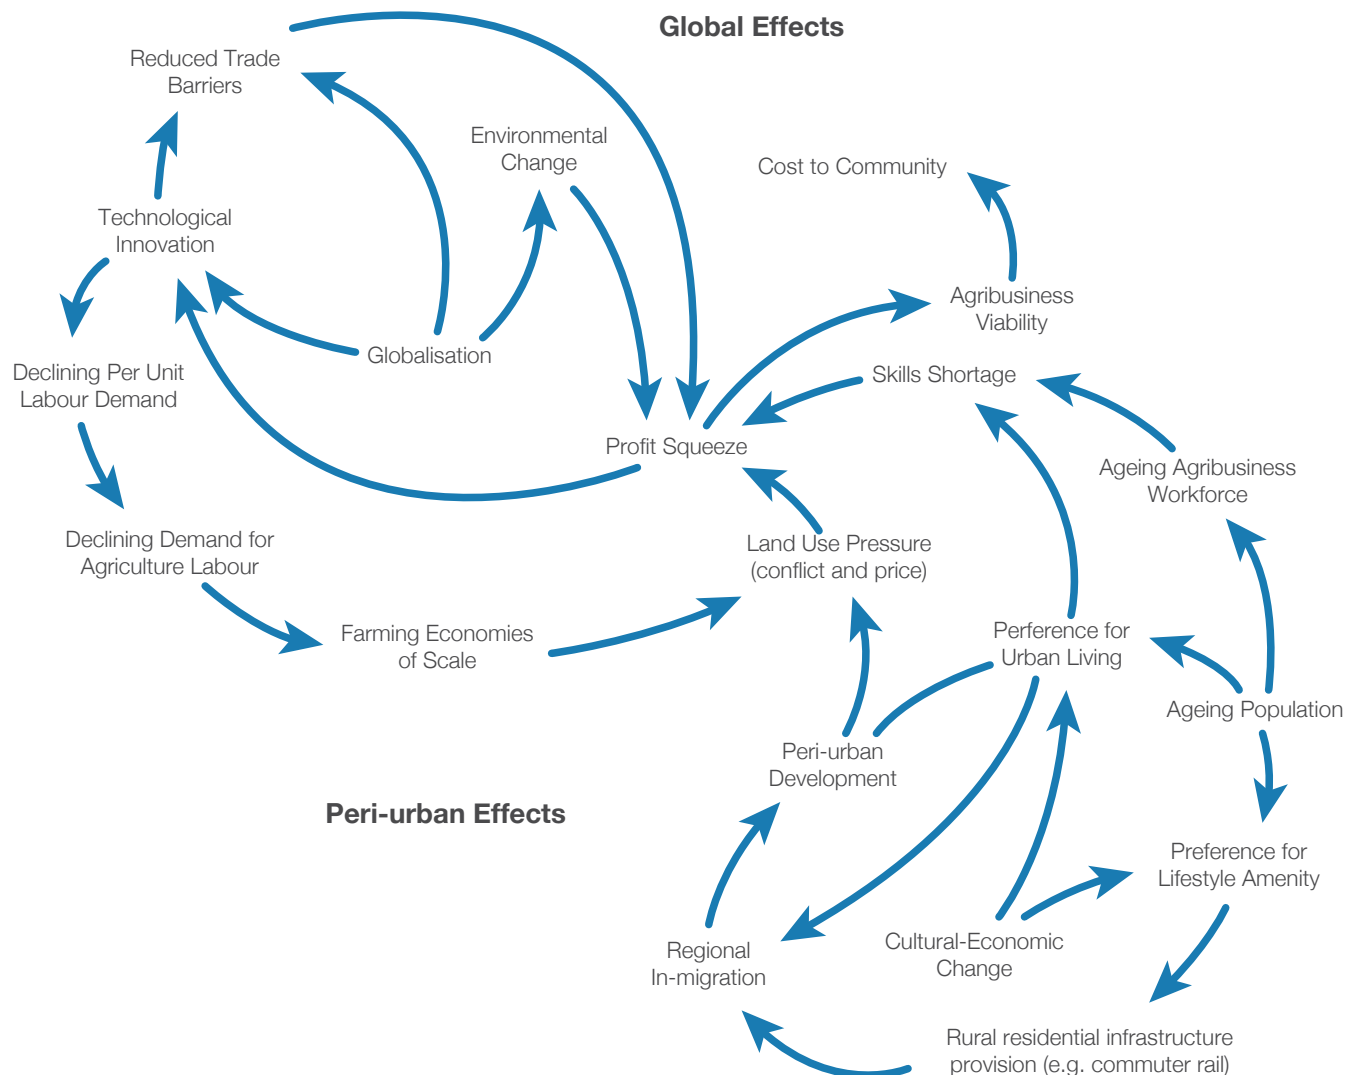 Global Effects
Reduced Trade
Barriers
Environmental
Change
Cost to Community
Technological
Innovation
Agribusiness
Viability
Globalisation
Declining Per Unit
Labour Demand
Skills Shortage
Profit Squeeze
Ageing Agribusiness
Workforce
Declining Demand for
Agriculture Labour
Land Use Pressure
(conflict and price)
Farming Economies
of Scale
Perference for
Urban Living
Ageing Population
Peri-urban
Development
Peri-urban Effects
Preference for
Lifestyle Amenity
Regional
In-migration
Cultural-Economic
Change
Rural residential infrastructure
provision (e.g. commuter rail)